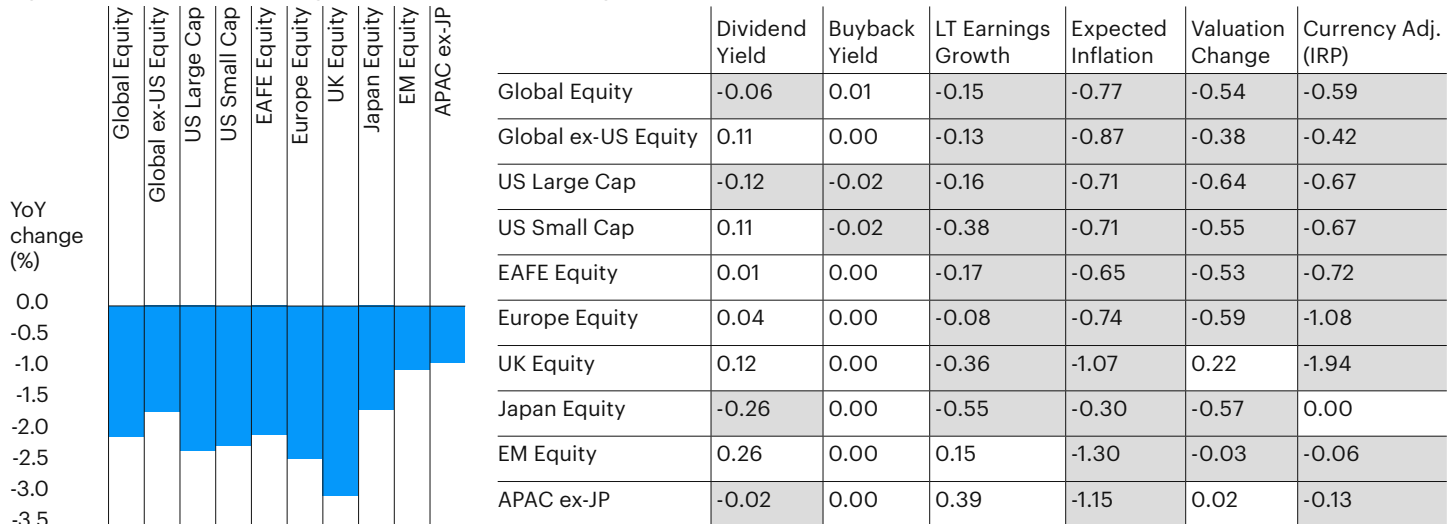 Global Equity
Global ex-US Equity
US Large Cap
US Small Cap
EAFE Equity
Europe Equity
UK Equity
Japan Equity
EM Equity
APAC ex-JP
YoY
change
(%)
0.0
-0.5
-1.0
-1.5
-2.0
-2.5
-3.0
-3.5
Dividend Yield Buyback Yield LT Earnings Growth Expected Inflation Valuation Change Currency Adj. (IRP)
Global Equity -0.06 0.01 -0.15 -0.77 -0.54 -0.59
Global ex-US Equity 0.11 0.00 -0.13 -0.87 -0.38 -0.42
US Large Cap -0.12 -0.02 -0.16 -0.71 -0.64 -0.67
US Small Cap 0.11 -0.02 -0.38 -0.71 -0.55 -0.67
EAFE Equity 0.01 0.00 -0.17 -0.65 -0.53 -0.72
Europe Equity 0.04 0.00 -0.08 -0.74 -0.59 -1.08
UK Equity 0.12 0.00 -0.36 -1.07 0.22 -1.94
Japan Equity -0.26 0.00 -0.55 -0.30 -0.57 0.00
EM Equity 0.26 0.00 0.15 -1.30 -0.03 -0.06
APAC ex-JP -0.02 0.00 0.39 -1.15 0.02 -0.13